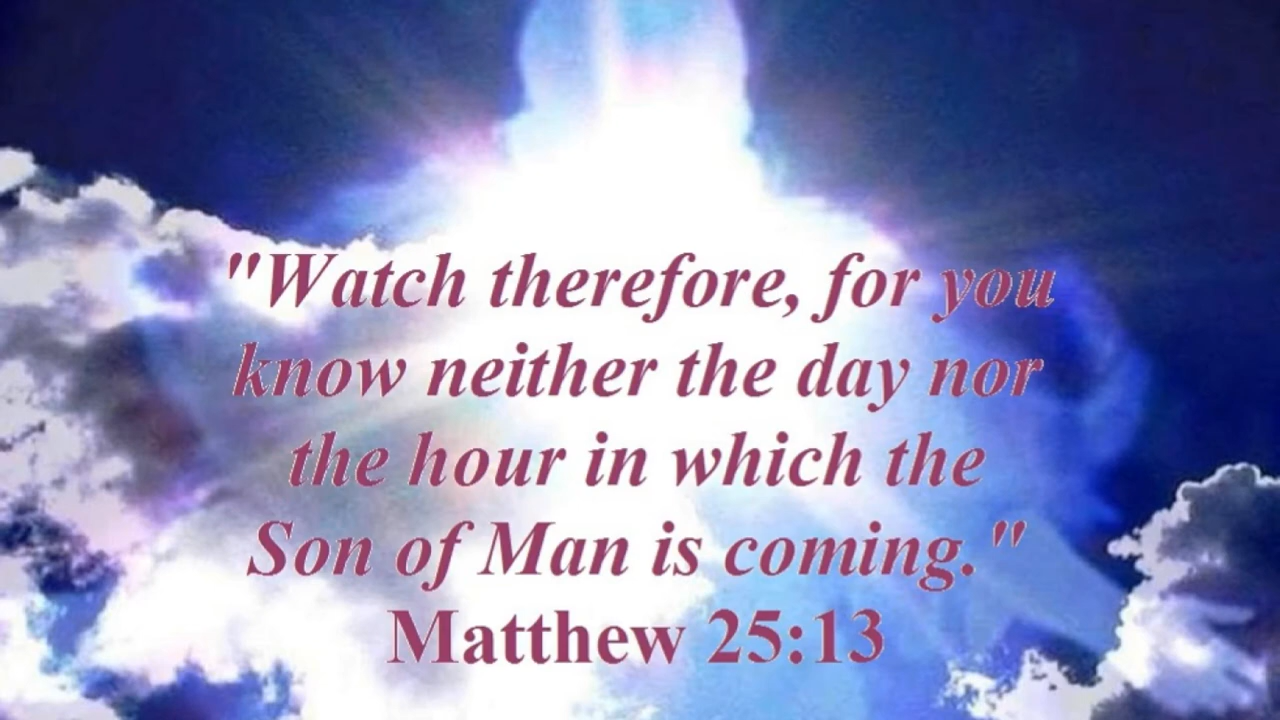 "Watch therefore, for you
know neither the day nor
the hour in which the
Son of Man is coming."
Matthew 25:13